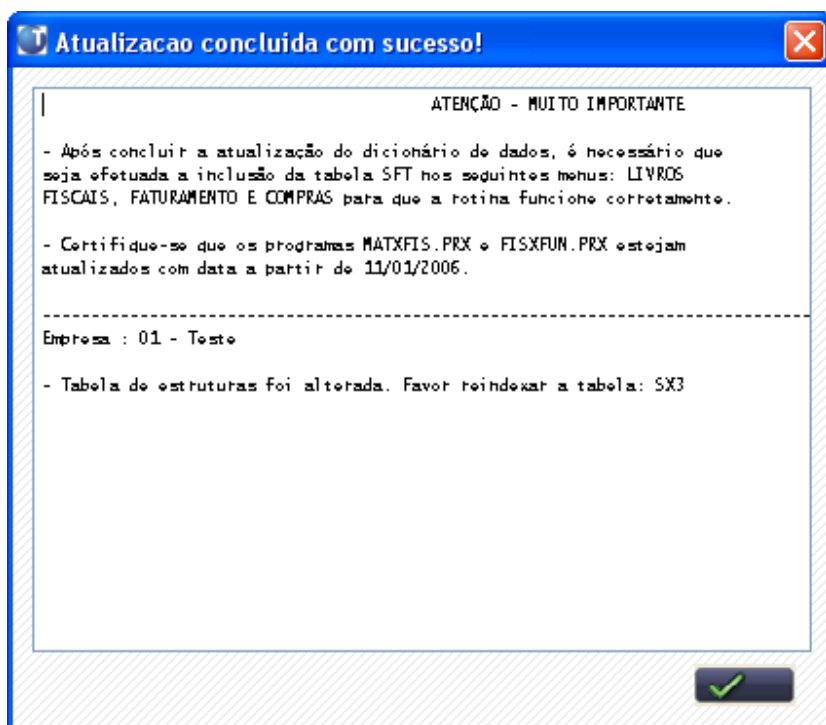 Atualizacao concluida com sucesso!
ATENÇÃO - MUITO IMPORTANTE
- Após concluir a atualização do dicionário de dados, é necessário que
seja efetuada a inclusão da tabela SFT nos seguintes menus: LIVROS
FISCAIS, FATURAMENTO E COMPRAS para que a rotina funcione corretamente.
- Certifique-se que os programas MATXFIS.PRX e FISXFUN.PRX estejam
atualizados com data a partir de 11/01/2006.
--------------------------------------------------------------------------------
Empresa : 01 - Teste
- Tabela de estruturas foi alterada. Favor reindexar a tabela: SX3